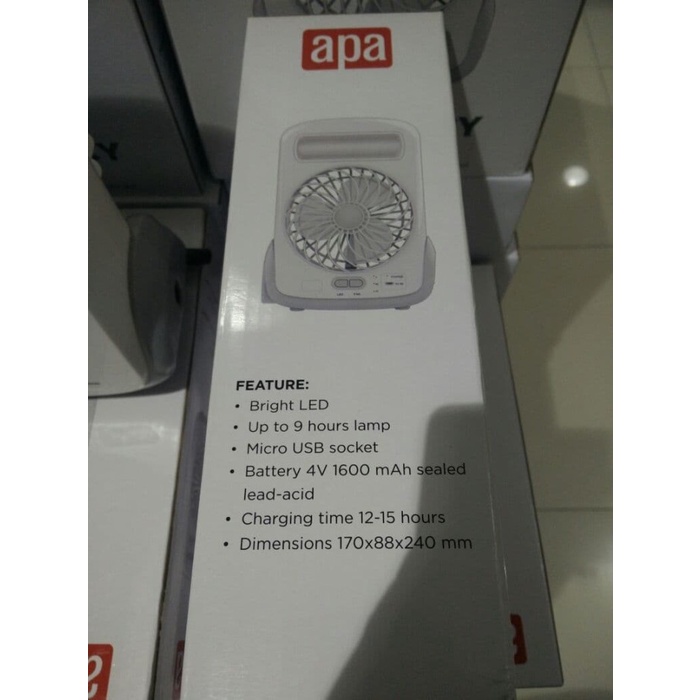 apa
Y
FEATURE:
• Bright LED
• Up to 9 hours lamp
• Micro USB socket
• Battery 4V 1600 mAh sealed
lead-acid
• Charging time 12-15 hours
• Dimensions 170x88x240 mm